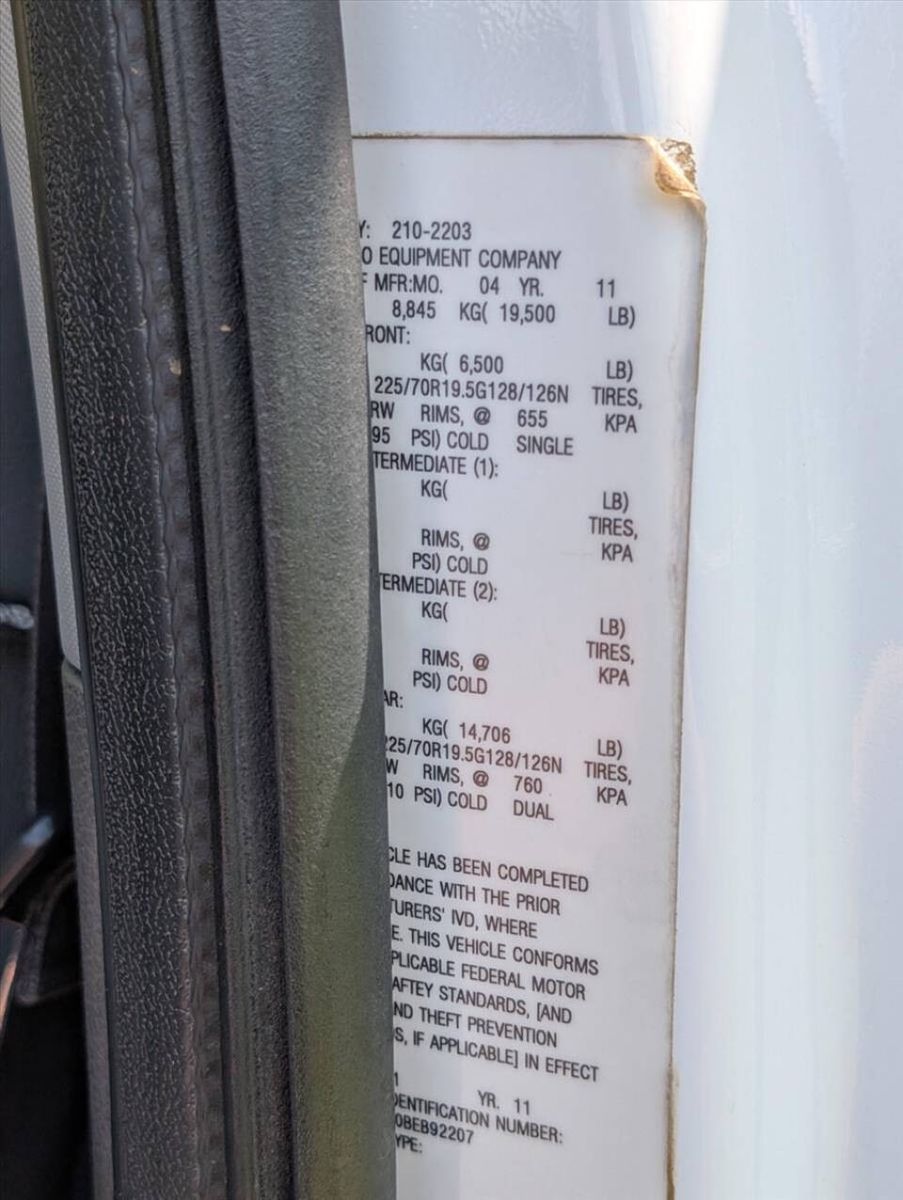 Y: 210-2203
O EQUIPMENT COMPANY
F MFR:MO. 04 YR. 11
8,845 KG( 19,500 LB)
RONT:
KG( 6,500 LB)
225/70R19.5G128/126N TIRES,
RW RIMS, @ 655 KPA
95 PSI) COLD SINGLE
TERMEDIATE (1):
KG( LB)
TIRES,
RIMS, @ KPA
PSI) COLD
ERMEDIATE (2):
KG( LB)
TIRES,
RIMS, @ KPA
PSI) COLD
AR:
KG( 14,706 LB)
225/70R19.5G128/126N TIRES,
W RIMS, @ 760 KPA
10 PSI) COLD DUAL
CLE HAS BEEN COMPLETED
DANCE WITH THE PRIOR
TURERS' IVD, WHERE
E. THIS VEHICLE CONFORMS
PLICABLE FEDERAL MOTOR
AFTEY STANDARDS, [AND
ND THEFT PREVENTION
S, IF APPLICABLE] IN EFFECT
1 YR. 11
DENTIFICATION NUMBER:
0BEB92207
YPE: